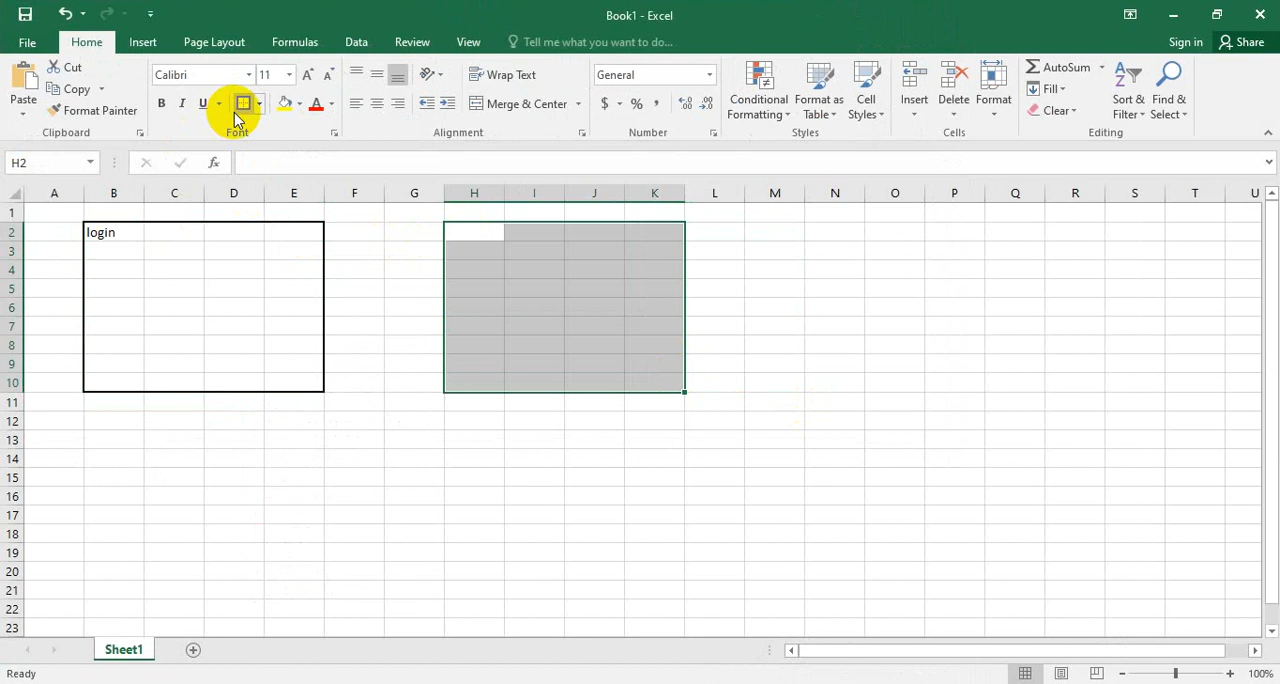 Book1 - Excel
File Home Insert Page Layout Formulas Data Review View Tell me what you want to do... Sign in Share
Paste Cut Copy Format Painter Clipboard
Calibri 11 B I U A Font
Wrap Text Merge & Center Alignment
General $ % Number
Conditional Formatting Format as Table Cell Styles Styles
Insert Delete Format Cells
AutoSum Fill Clear Sort & Filter Find & Select Editing
H2 fx
A B C D E F G H I J K L M N O P Q R S T U
1
2 login
3
4
5
6
7
8
9
10
11
12
13
14
15
16
17
18
19
20
21
22
23
Sheet1
Ready 100%